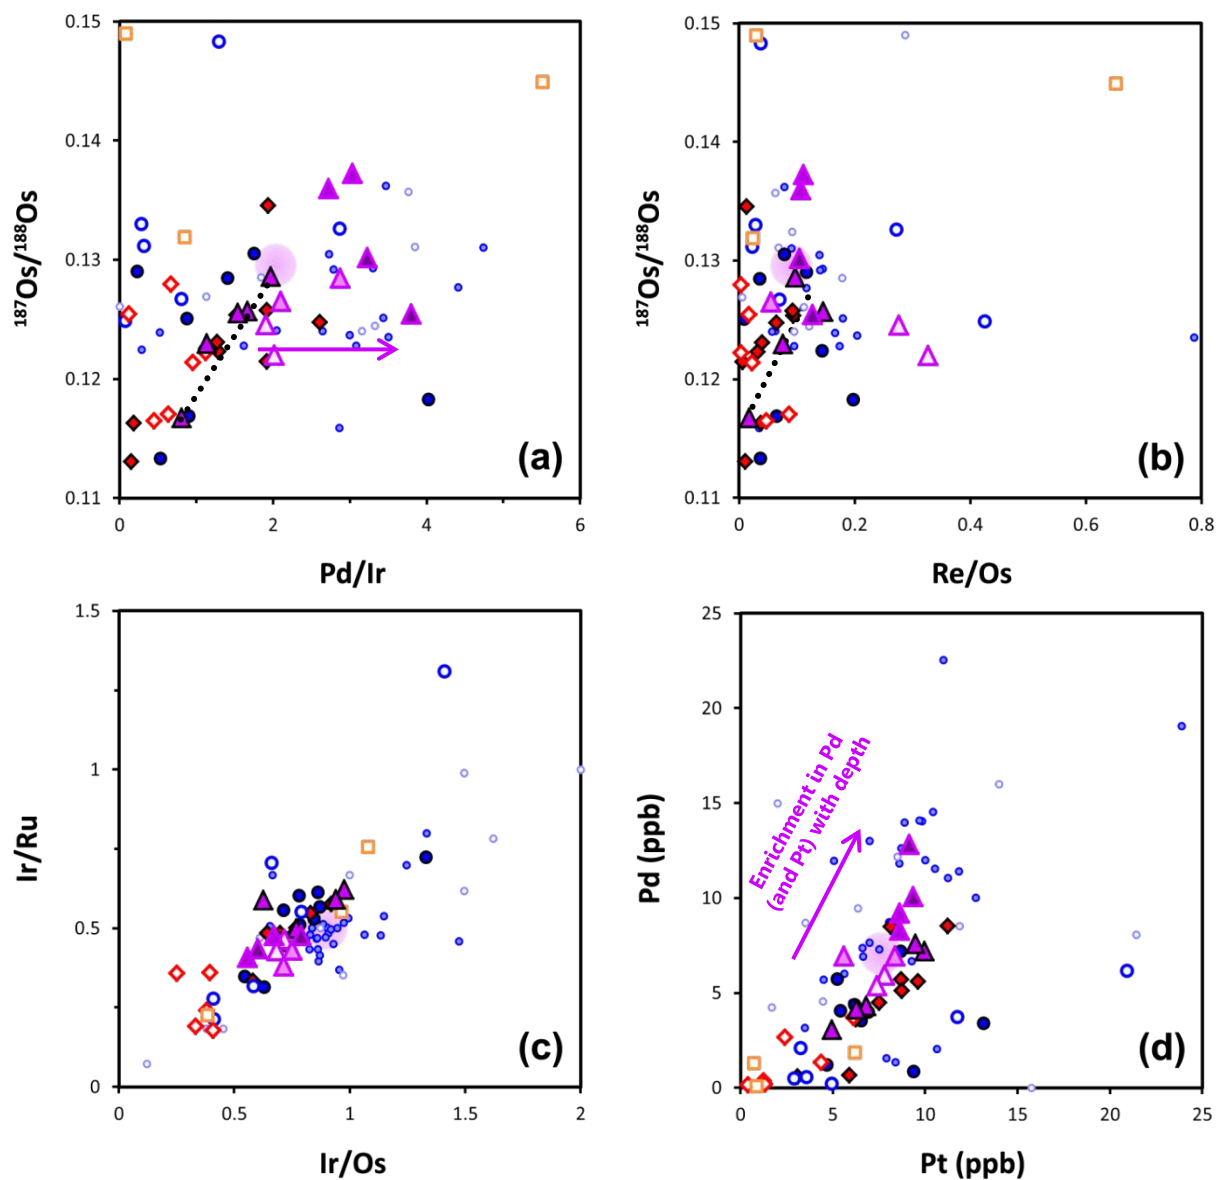 0.15
0.14
0.13
0.12
0.11
187Os/188Os
0
2
4
6
Pd/Ir
(a)
0.15
0.14
0.13
0.12
0.11
187Os/188Os
0
0.2
0.4
0.6
0.8
Re/Os
(b)
1.5
1
0.5
0
Ir/Ru
0
0.5
1
1.5
2
Ir/Os
(c)
25
20
15
10
5
0
Pd (ppb)
Enrichment in Pd
(and Pt) with depth
0
5
10
15
20
25
Pt (ppb)
(d)